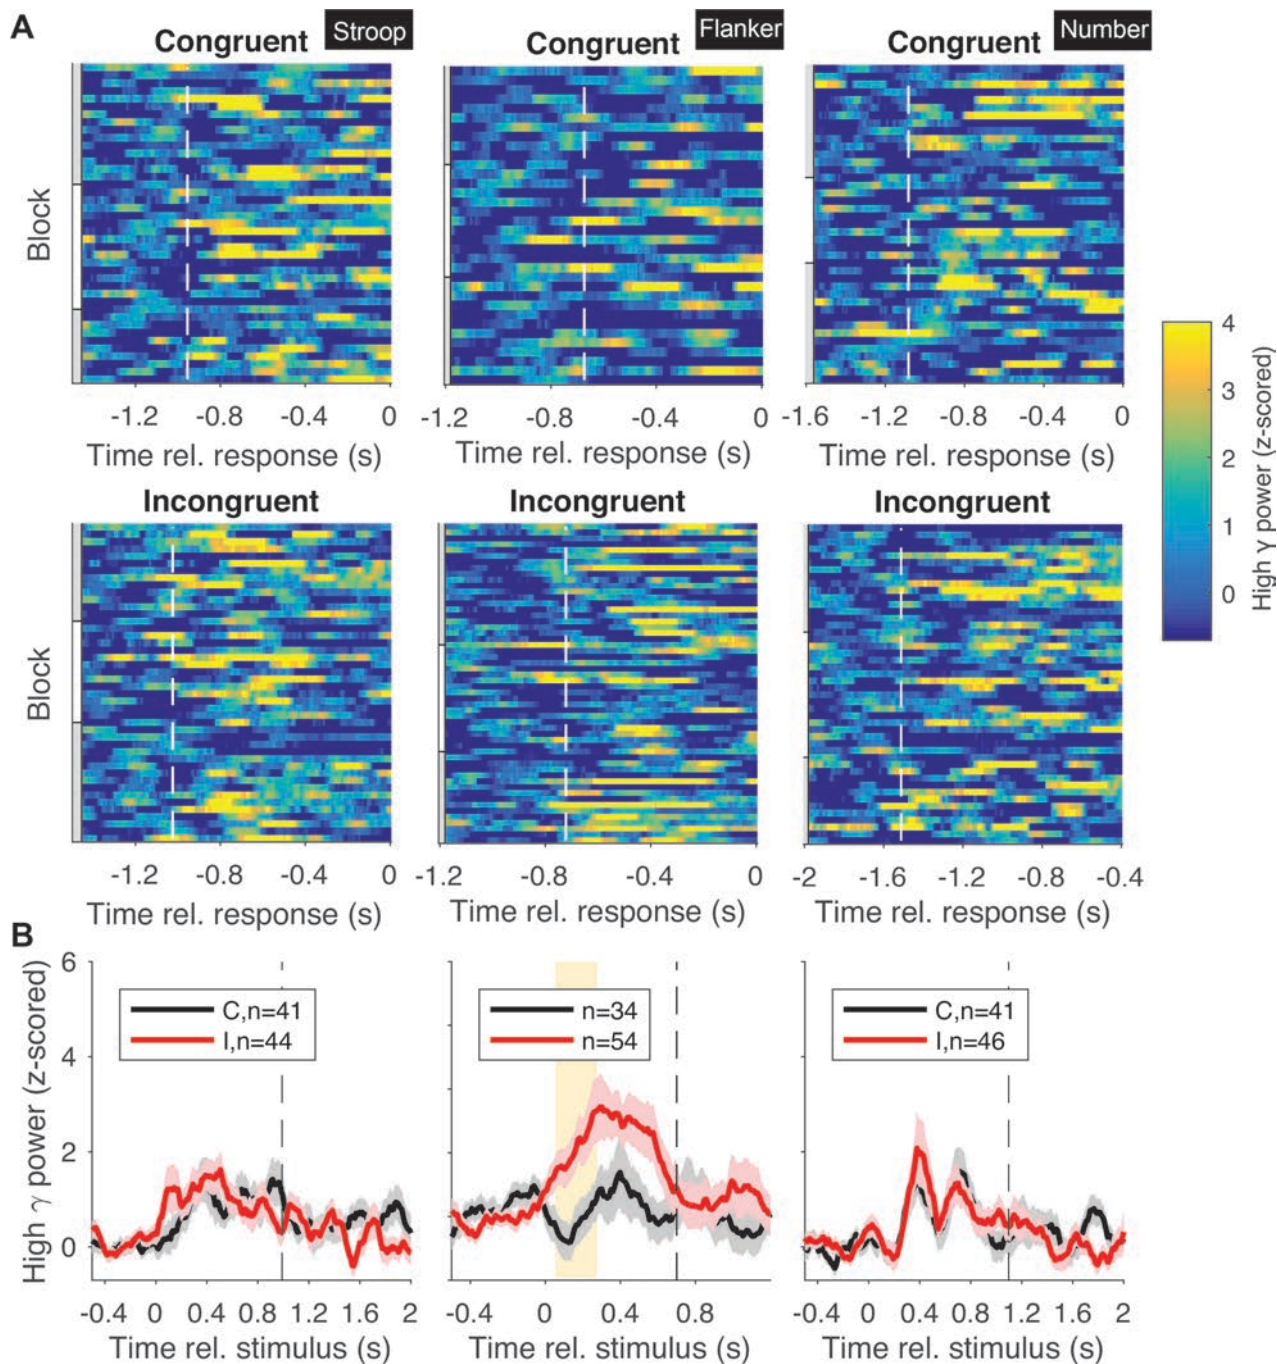 A
Congruent Stroop
Congruent Flanker
Congruent Number
Block
-1.2 -0.8 -0.4 0
-1.2 -0.8 -0.4 0
-1.6 -1.2 -0.8 -0.4 0
Time rel. response (s)
Time rel. response (s)
Time rel. response (s)
4
3
2
1
0
High γ power (z-scored)
Incongruent
Incongruent
Incongruent
Block
-1.2 -0.8 -0.4 0
-1.2 -0.8 -0.4 0
-2 -1.6 -1.2 -0.8 -0.4
Time rel. response (s)
Time rel. response (s)
Time rel. response (s)
B
High γ power (z-scored)
6
4
2
0
C,n=41
I,n=44
n=34
n=54
C,n=41
I,n=46
-0.4 0 0.4 0.8 1.2 1.6 2
-0.4 0 0.4 0.8
-0.4 0 0.4 0.8 1.2 1.6 2
Time rel. stimulus (s)
Time rel. stimulus (s)
Time rel. stimulus (s)